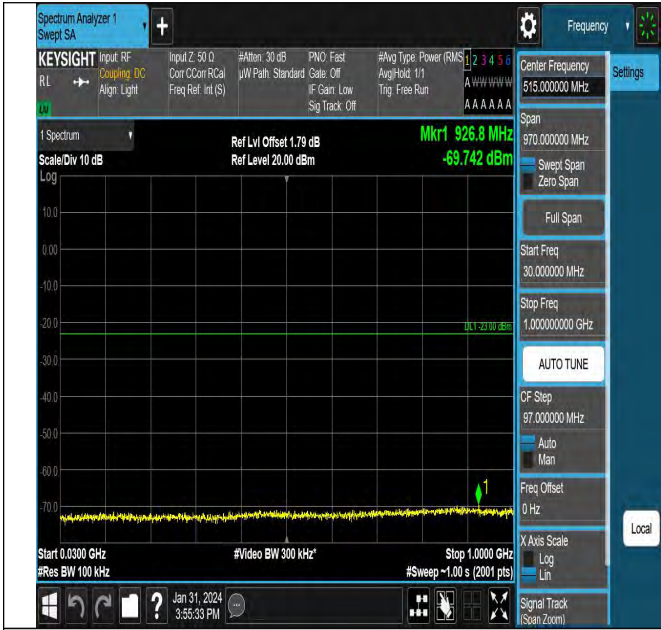 Spectrum Analyzer 1
Swept SA
Frequency
KEYSIGHT
RL
Input: RF
Coupling: DC
Align: Light
Input Z: 50 Ω
Corr CCorr RCal
Freq Ref: Int (S)
#Atten: 30 dB
µW Path: Standard
PNO: Fast
Gate: Off
IF Gain: Low
Sig Track: Off
#Avg Type: Power (RMS
Avg|Hold: 1/1
Trig: Free Run
1 2 3 4 5 6
A W W W W W
A A A A A A
1 Spectrum
Scale/Div 10 dB
Log
Ref Lvl Offset 1.79 dB
Ref Level 20.00 dBm
Mkr1 926.8 MHz
-69.742 dBm
10.0
0.00
-10.0
-20.0
DL1 -23.00 dBm
-30.0
-40.0
-50.0
-60.0
-70.0
1
Start 0.0300 GHz
#Video BW 300 kHz*
Stop 1.0000 GHz
#Res BW 100 kHz
#Sweep ~1.00 s (2001 pts)
Jan 31, 2024
3:55:33 PM
?
Center Frequency
515.000000 MHz
Settings
Span
970.000000 MHz
Swept Span
Zero Span
Full Span
Start Freq
30.000000 MHz
Stop Freq
1.000000000 GHz
AUTO TUNE
CF Step
97.000000 MHz
Auto
Man
Freq Offset
0 Hz
X Axis Scale
Log
Lin
Local
Signal Track
(Span Zoom)